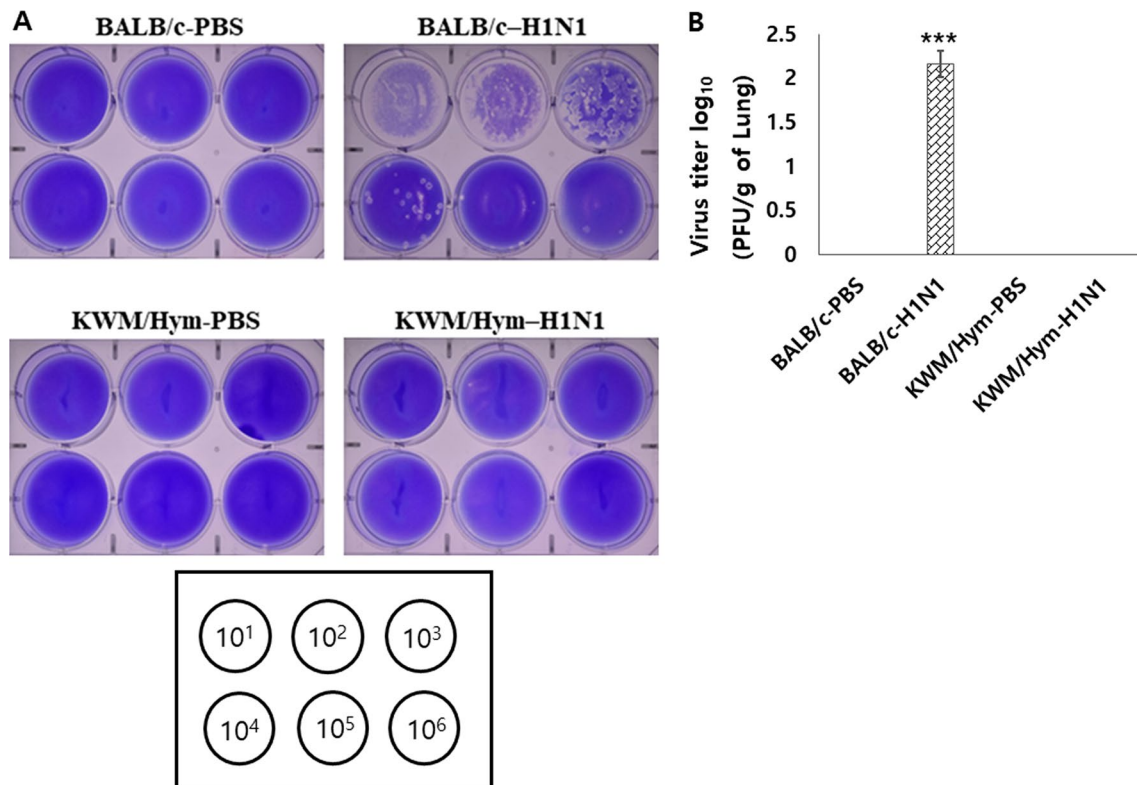 A
BALB/c-PBS
BALB/c–H1N1
KWM/Hym-PBS
KWM/Hym–H1N1
10¹
10²
10³
10⁴
10⁵
10⁶
B
Virus titer log₁₀
(PFU/g of Lung)
2.5
2
1.5
1
0.5
0
***
BALB/c-PBS
BALB/c-H1N1
KWM/Hym-PBS
KWM/Hym-H1N1